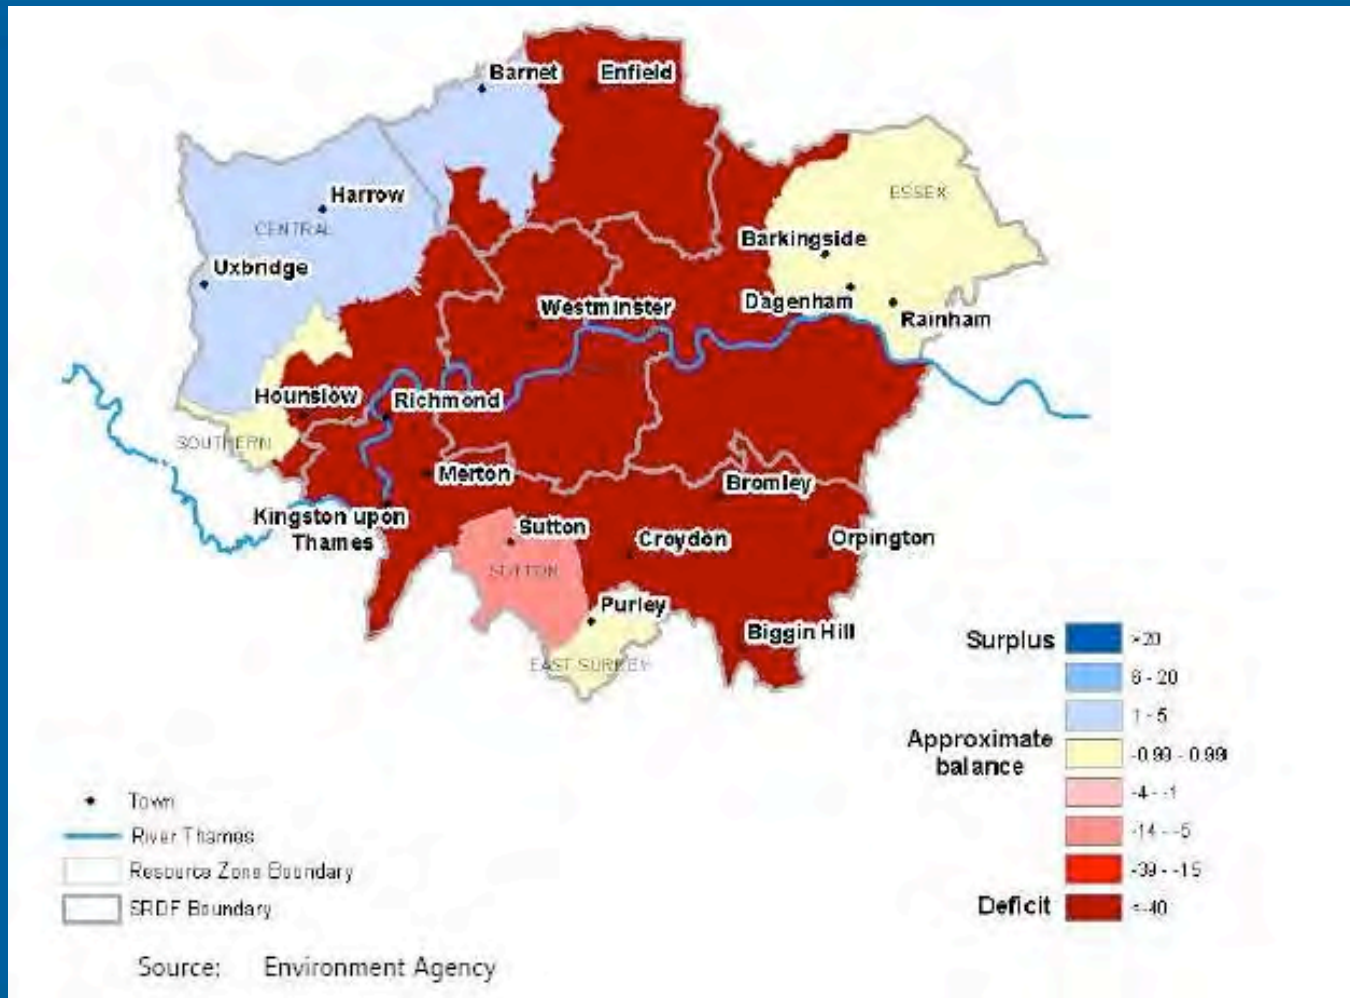 Barnet
Enfield
ESSEX
Harrow
CENTRAL
Barkingside
Uxbridge
Dagenham
Westminster
Rainham
Hounslow
Richmond
SOUTHERN
Merton
Bromley
Kingston upon
Thames
Sutton
Croydon
Orpington
SUTTON
Purley
Biggin Hill
EAST SURREY
Surplus
>20
6 - 20
1 - 5
Approximate
balance
-0.99 - 0.99
-4 - -1
-14 - -5
-39 - -15
Deficit
Town
River Thames
Resource Zone Boundary
SRDF Boundary
Source: Environment Agency